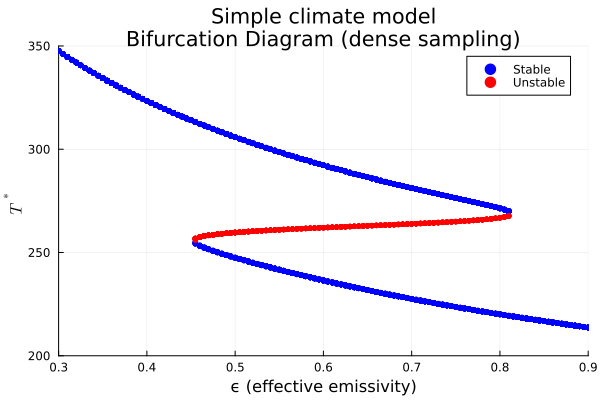 Simple climate model
Bifurcation Diagram (dense sampling)
Stable
Unstable
350
300
250
200
T*
0.3 0.4 0.5 0.6 0.7 0.8 0.9
ϵ (effective emissivity)